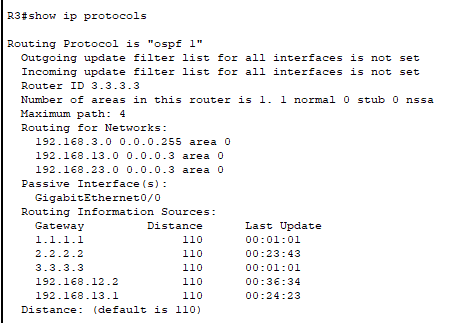 R3#show ip protocols
Routing Protocol is "ospf 1"
Outgoing update filter list for all interfaces is not set
Incoming update filter list for all interfaces is not set
Router ID 3.3.3.3
Number of areas in this router is 1. 1 normal 0 stub 0 nssa
Maximum path: 4
Routing for Networks:
192.168.3.0 0.0.0.255 area 0
192.168.13.0 0.0.0.3 area 0
192.168.23.0 0.0.0.3 area 0
Passive Interface(s):
GigabitEthernet0/0
Routing Information Sources:
Gateway Distance Last Update
1.1.1.1 110 00:01:01
2.2.2.2 110 00:23:43
3.3.3.3 110 00:01:01
192.168.12.2 110 00:36:34
192.168.13.1 110 00:24:23
Distance: (default is 110)